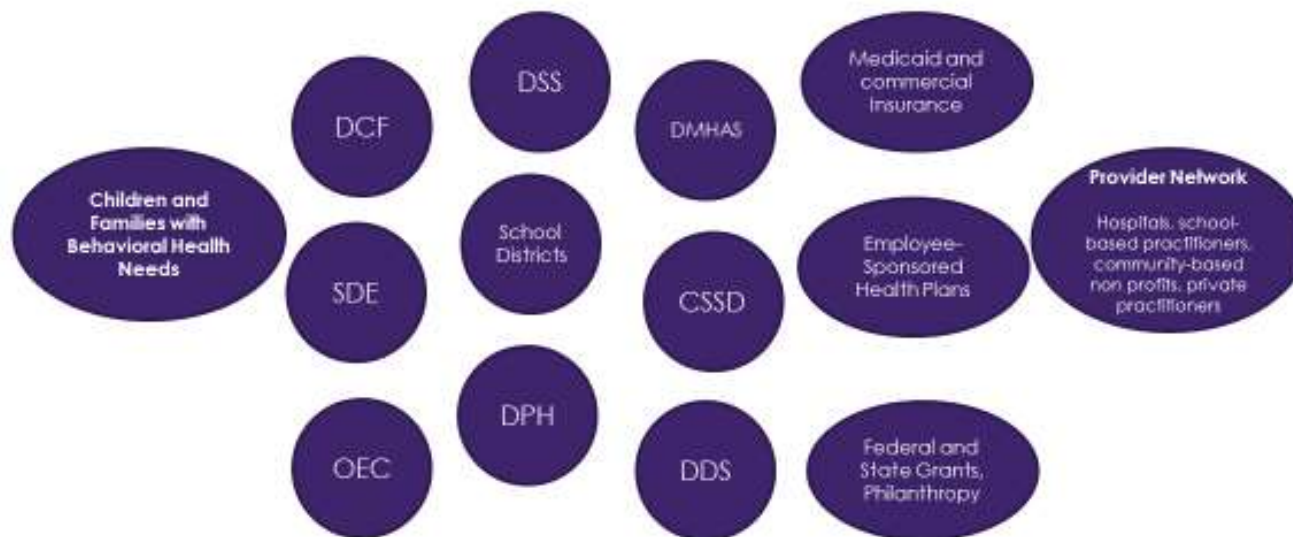 Children and
Families with
Behavioral Health
Needs
DCF
SDE
OEC
DSS
School
Districts
DPH
DMHAS
CSSD
DDS
Medicaid and
commercial
Insurance
Employee-
Sponsored
Health Plans
Federal and
State Grants,
Philanthropy
Provider Network
Hospitals, school-
based practitioners,
community-based
non profits, private
practitioners